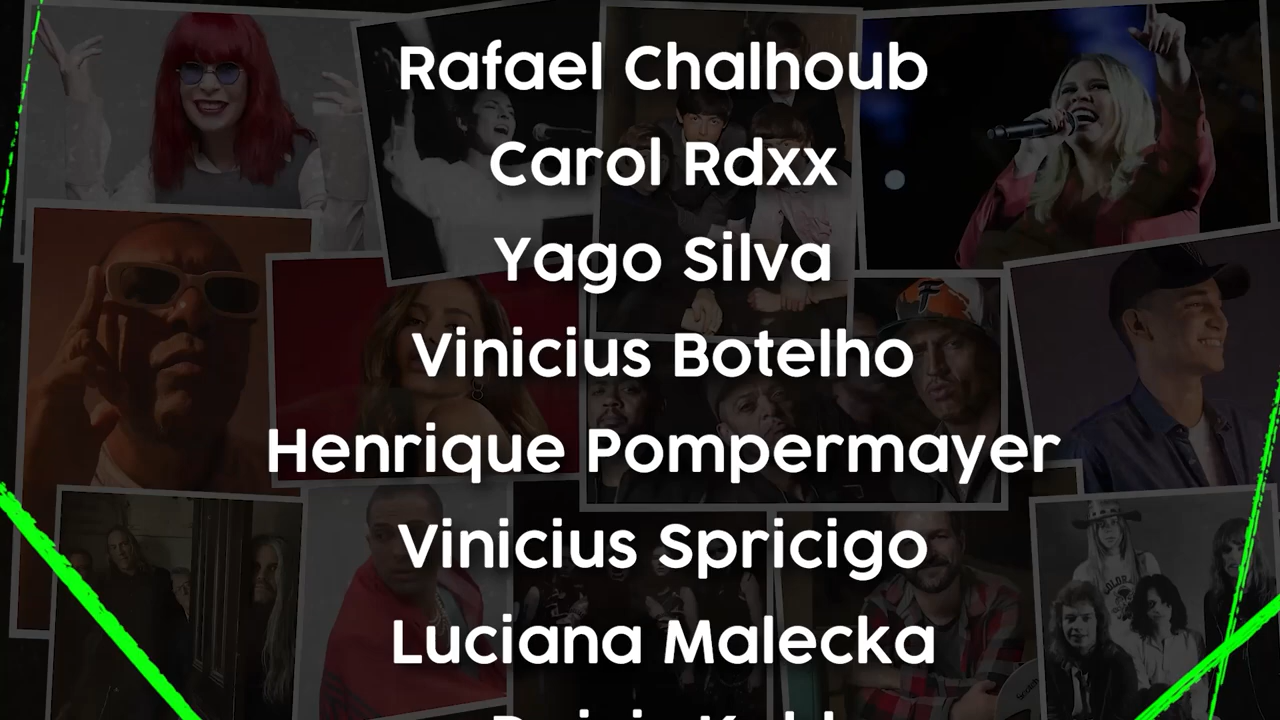 Rafael Chalhoub
Carol Rdxx
Yago Silva
Vinicius Botelho
Henrique Pompermayer
Vinicius Spricigo
Luciana Malecka